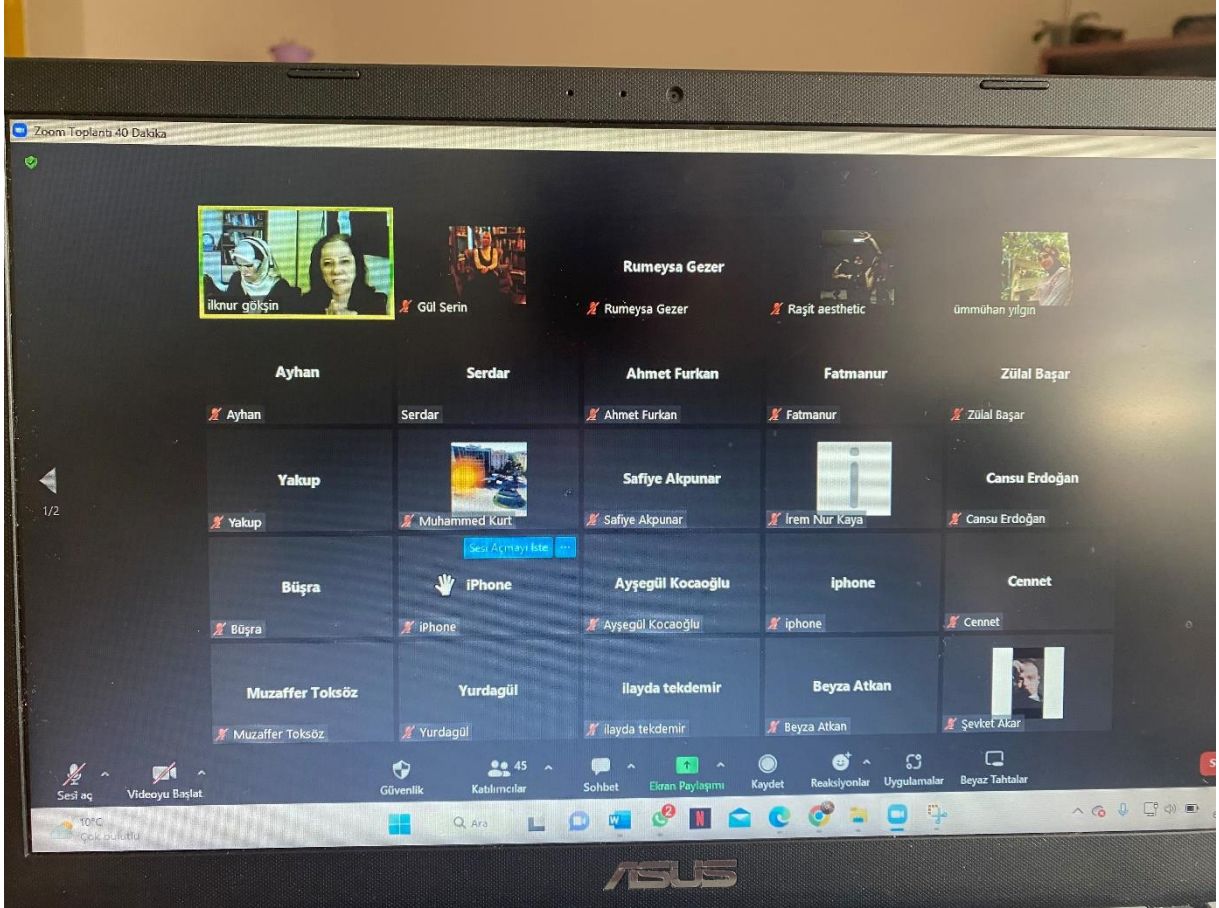 Zoom Toplantı 40 Dakika
ilknur gökşin
Gül Serin
Rumeysa Gezer
Rumeysa Gezer
Raşit aesthetic
ümmühan yılgın
Ayhan
Serdar
Ahmet Furkan
Fatmanur
Zülal Başar
Ayhan
Serdar
Ahmet Furkan
Fatmanur
Zülal Başar
Yakup
Safiye Akpunar
Cansu Erdoğan
1/2
Yakup
Muhammed Kurt
Safiye Akpunar
İrem Nur Kaya
Cansu Erdoğan
Sesi Açmayı İste ...
Büşra
iPhone
Ayşegül Kocaoğlu
iphone
Cennet
Büşra
iPhone
Ayşegül Kocaoğlu
iphone
Cennet
Muzaffer Toksöz
Yurdagül
ilayda tekdemir
Beyza Atkan
Muzaffer Toksöz
Yurdagül
ilayda tekdemir
Beyza Atkan
Şevket Akar
45
Sesi aç
Videoyu Başlat
Güvenlik
Katılımcılar
Sohbet
Ekran Paylaşımı
Kaydet
Reaksiyonlar
Uygulamalar
Beyaz Tahtalar
10°C
Çok bulutlu
Ara
W
2
N
ASUS